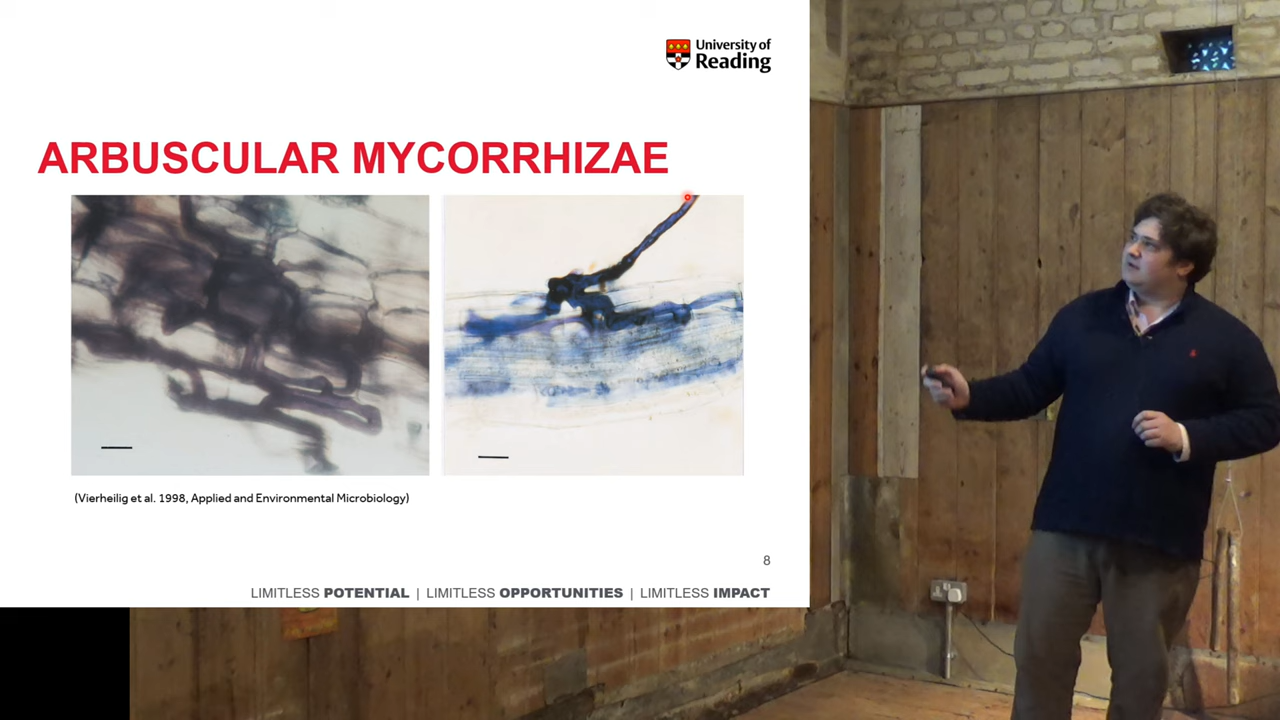 University of
Reading
ARBUSCULAR MYCORRHIZAE
(Vierheilig et al. 1998, Applied and Environmental Microbiology)
8
LIMITLESS POTENTIAL | LIMITLESS OPPORTUNITIES | LIMITLESS IMPACT